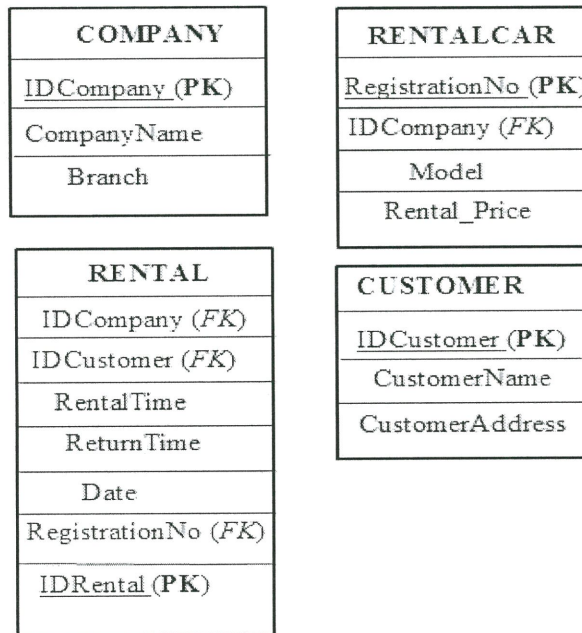 COMPANY
IDCompany (PK)
CompanyName
Branch
RENTALCAR
RegistrationNo (PK)
IDCompany (FK)
Model
Rental_Price
RENTAL
IDCompany (FK)
IDCustomer (FK)
RentalTime
ReturnTime
Date
RegistrationNo (FK)
IDRental (PK)
CUSTOMER
IDCustomer (PK)
CustomerName
CustomerAddress